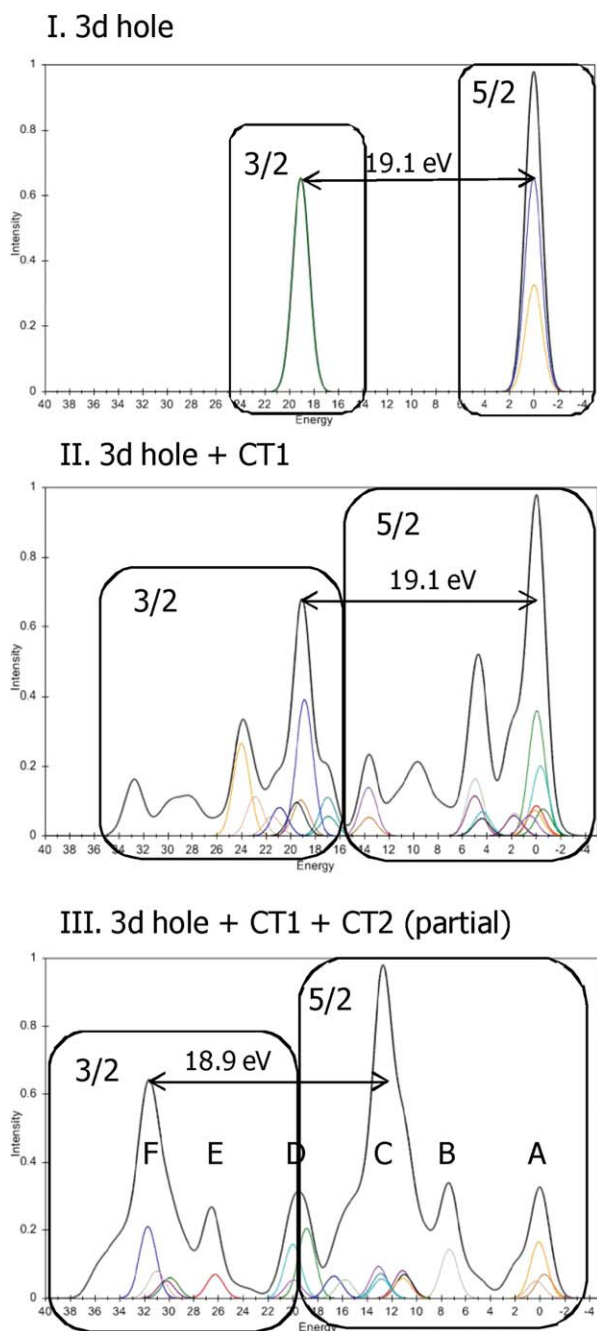 I. 3d hole
1
0.8
0.6
0.4
0.2
0
Intensity
3/2
19.1 eV
5/2
40 38 36 34 32 30 28 26 24 22 20 18 16 14 12 10 8 6 4 2 0 -2 -4
Energy
II. 3d hole + CT1
1
0.8
0.6
0.4
0.2
0
Intensity
3/2
19.1 eV
5/2
40 38 36 34 32 30 28 26 24 22 20 18 16 14 12 10 8 6 4 2 0 -2 -4
Energy
III. 3d hole + CT1 + CT2 (partial)
1
0.8
0.6
0.4
0.2
0
Intensity
5/2
3/2
18.9 eV
F E D C B A
40 38 36 34 32 30 28 26 24 22 20 18 16 14 12 10 8 6 4 2 0 -2 -4
Energy